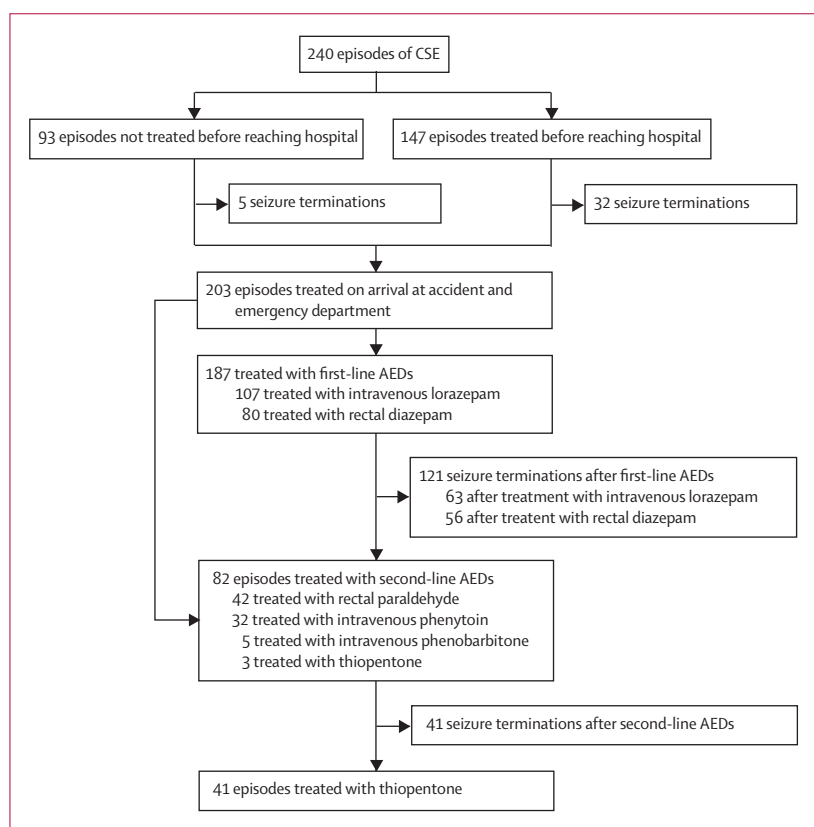 240 episodes of CSE
93 episodes not treated before reaching hospital
147 episodes treated before reaching hospital
5 seizure terminations
32 seizure terminations
203 episodes treated on arrival at accident and
emergency department
187 treated with first-line AEDs
107 treated with intravenous lorazepam
80 treated with rectal diazepam
121 seizure terminations after first-line AEDs
63 after treatment with intravenous lorazepam
56 after treatent with rectal diazepam
82 episodes treated with second-line AEDs
42 treated with rectal paraldehyde
32 treated with intravenous phenytoin
5 treated with intravenous phenobarbitone
3 treated with thiopentone
41 seizure terminations after second-line AEDs
41 episodes treated with thiopentone